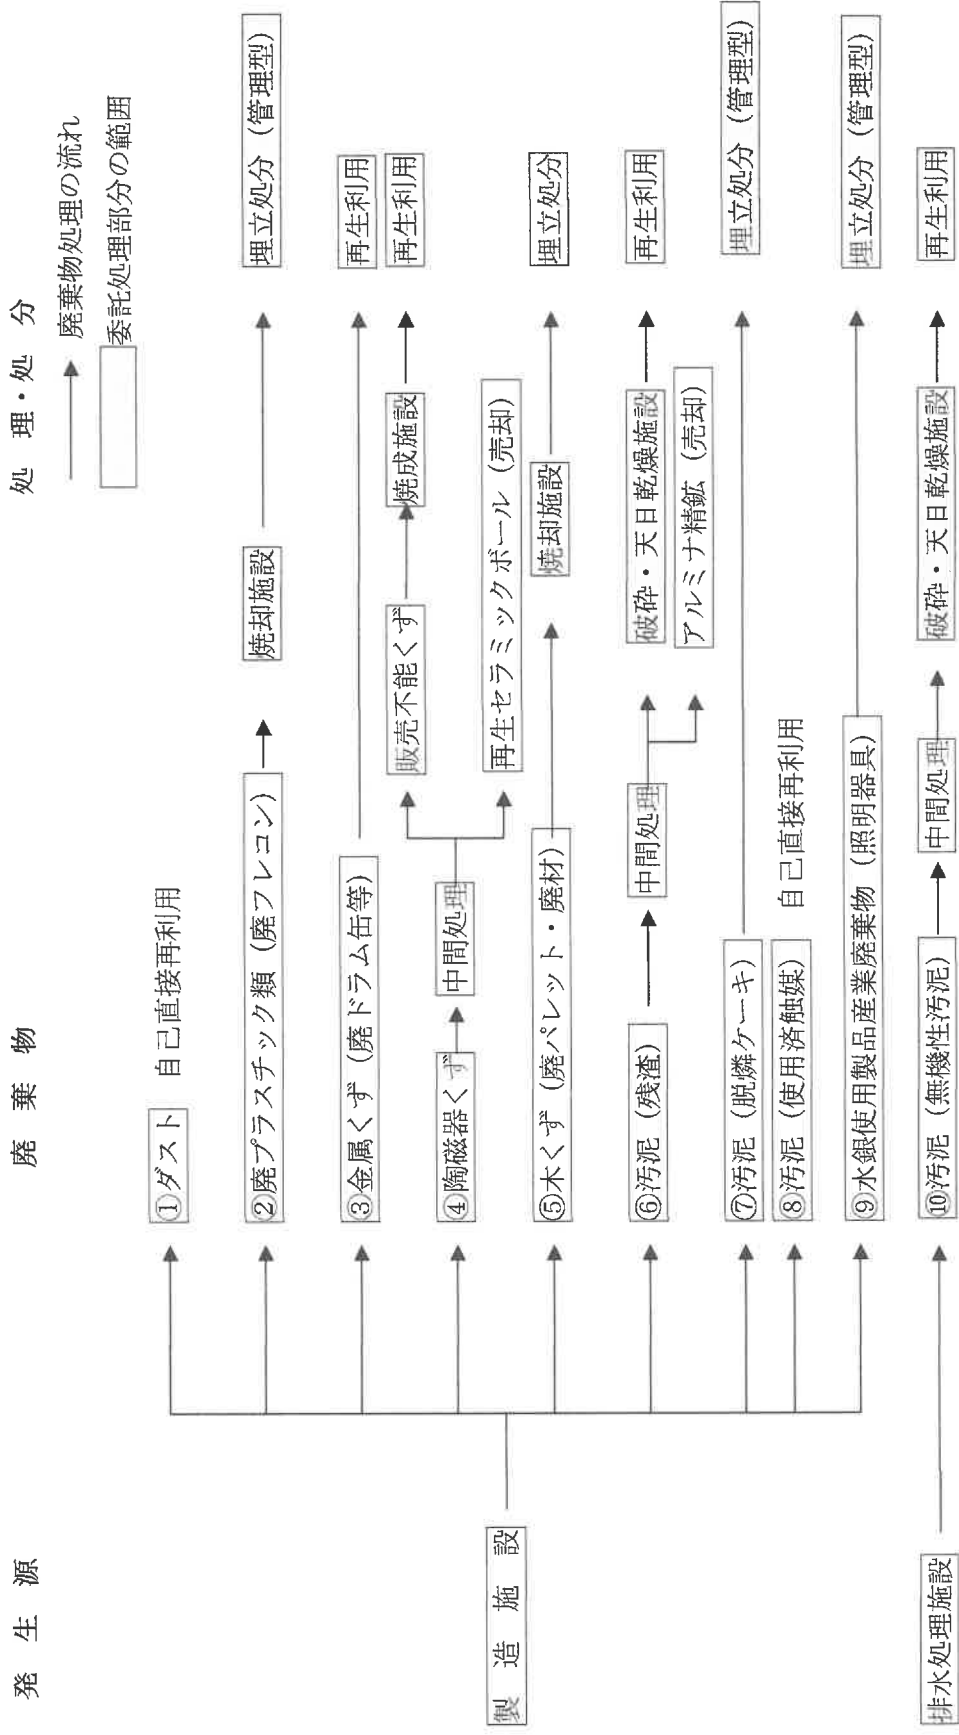 発 生 源
廃 棄 物
処 理・処 分
廃棄物処理の流れ
委託処理部分の範囲
製 造 施 設
①ダスト
自己直接再利用
②廃プラスチック類（廃フレコン）
焼却施設
埋立処分（管理型）
③金属くず（廃ドラム缶等）
再生利用
④陶磁器くず
中間処理
販売不能くず
焼成施設
再生利用
再生セラミックボール（売却）
⑤木くず（廃パレット・廃材）
焼却施設
埋立処分
⑥汚泥（残渣）
中間処理
破砕・天日乾燥施設
再生利用
アルミナ精鉱（売却）
⑦汚泥（脱燐ケーキ）
埋立処分（管理型）
⑧汚泥（使用済触媒）
自己直接再利用
⑨水銀使用製品産業廃棄物（照明器具）
埋立処分（管理型）
排水処理施設
⑩汚泥（無機性汚泥）
中間処理
破砕・天日乾燥施設
再生利用